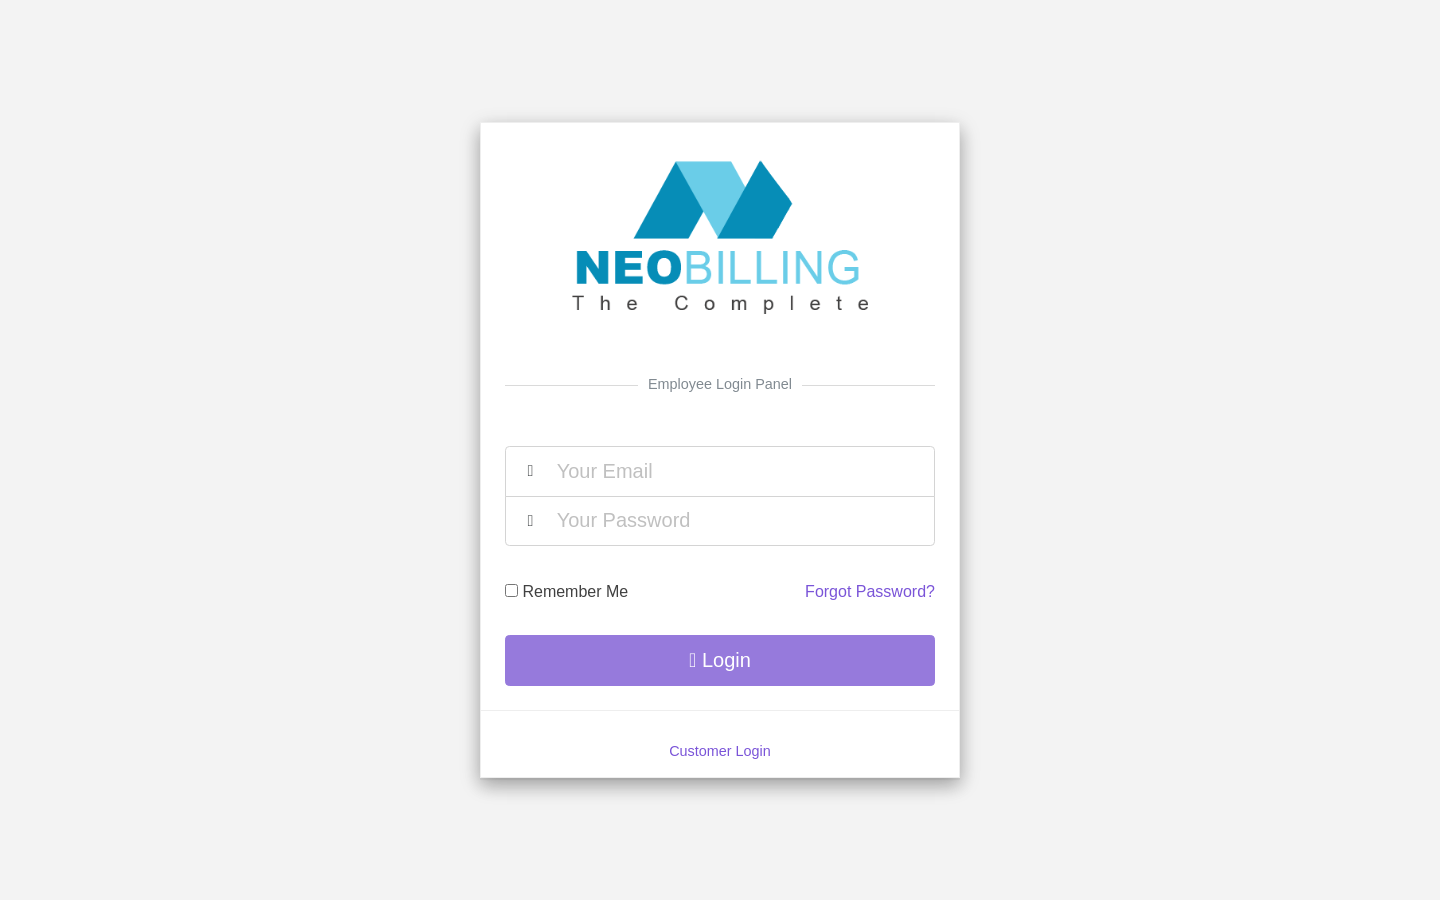 NEOBILLING
The Complete
Employee Login Panel
Your Email
Your Password
Remember Me
Forgot Password?
Login
Customer Login